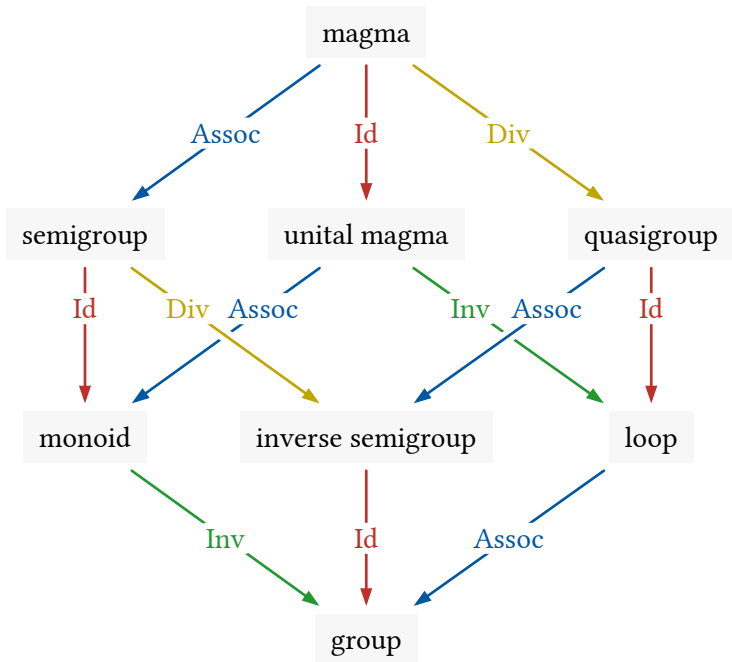 magma
Assoc Id Div
semigroup unital magma quasigroup
Id Div Assoc Inv Assoc Id
monoid inverse semigroup loop
Inv Id Assoc
group